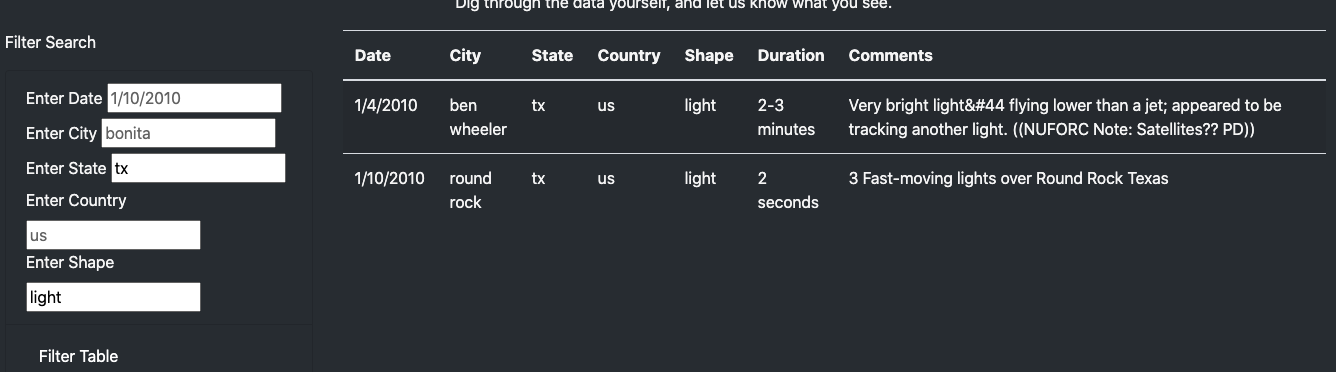 Dig through the data yourself, and let us know what you see.
Filter Search
Enter Date 1/10/2010
Enter City bonita
Enter State tx
Enter Country
us
Enter Shape
light
Filter Table
Date City State Country Shape Duration Comments
1/4/2010 ben wheeler tx us light 2-3 minutes Very bright light&#44 flying lower than a jet; appeared to be
tracking another light. ((NUFORC Note: Satellites?? PD))
1/10/2010 round rock tx us light 2 seconds 3 Fast-moving lights over Round Rock Texas